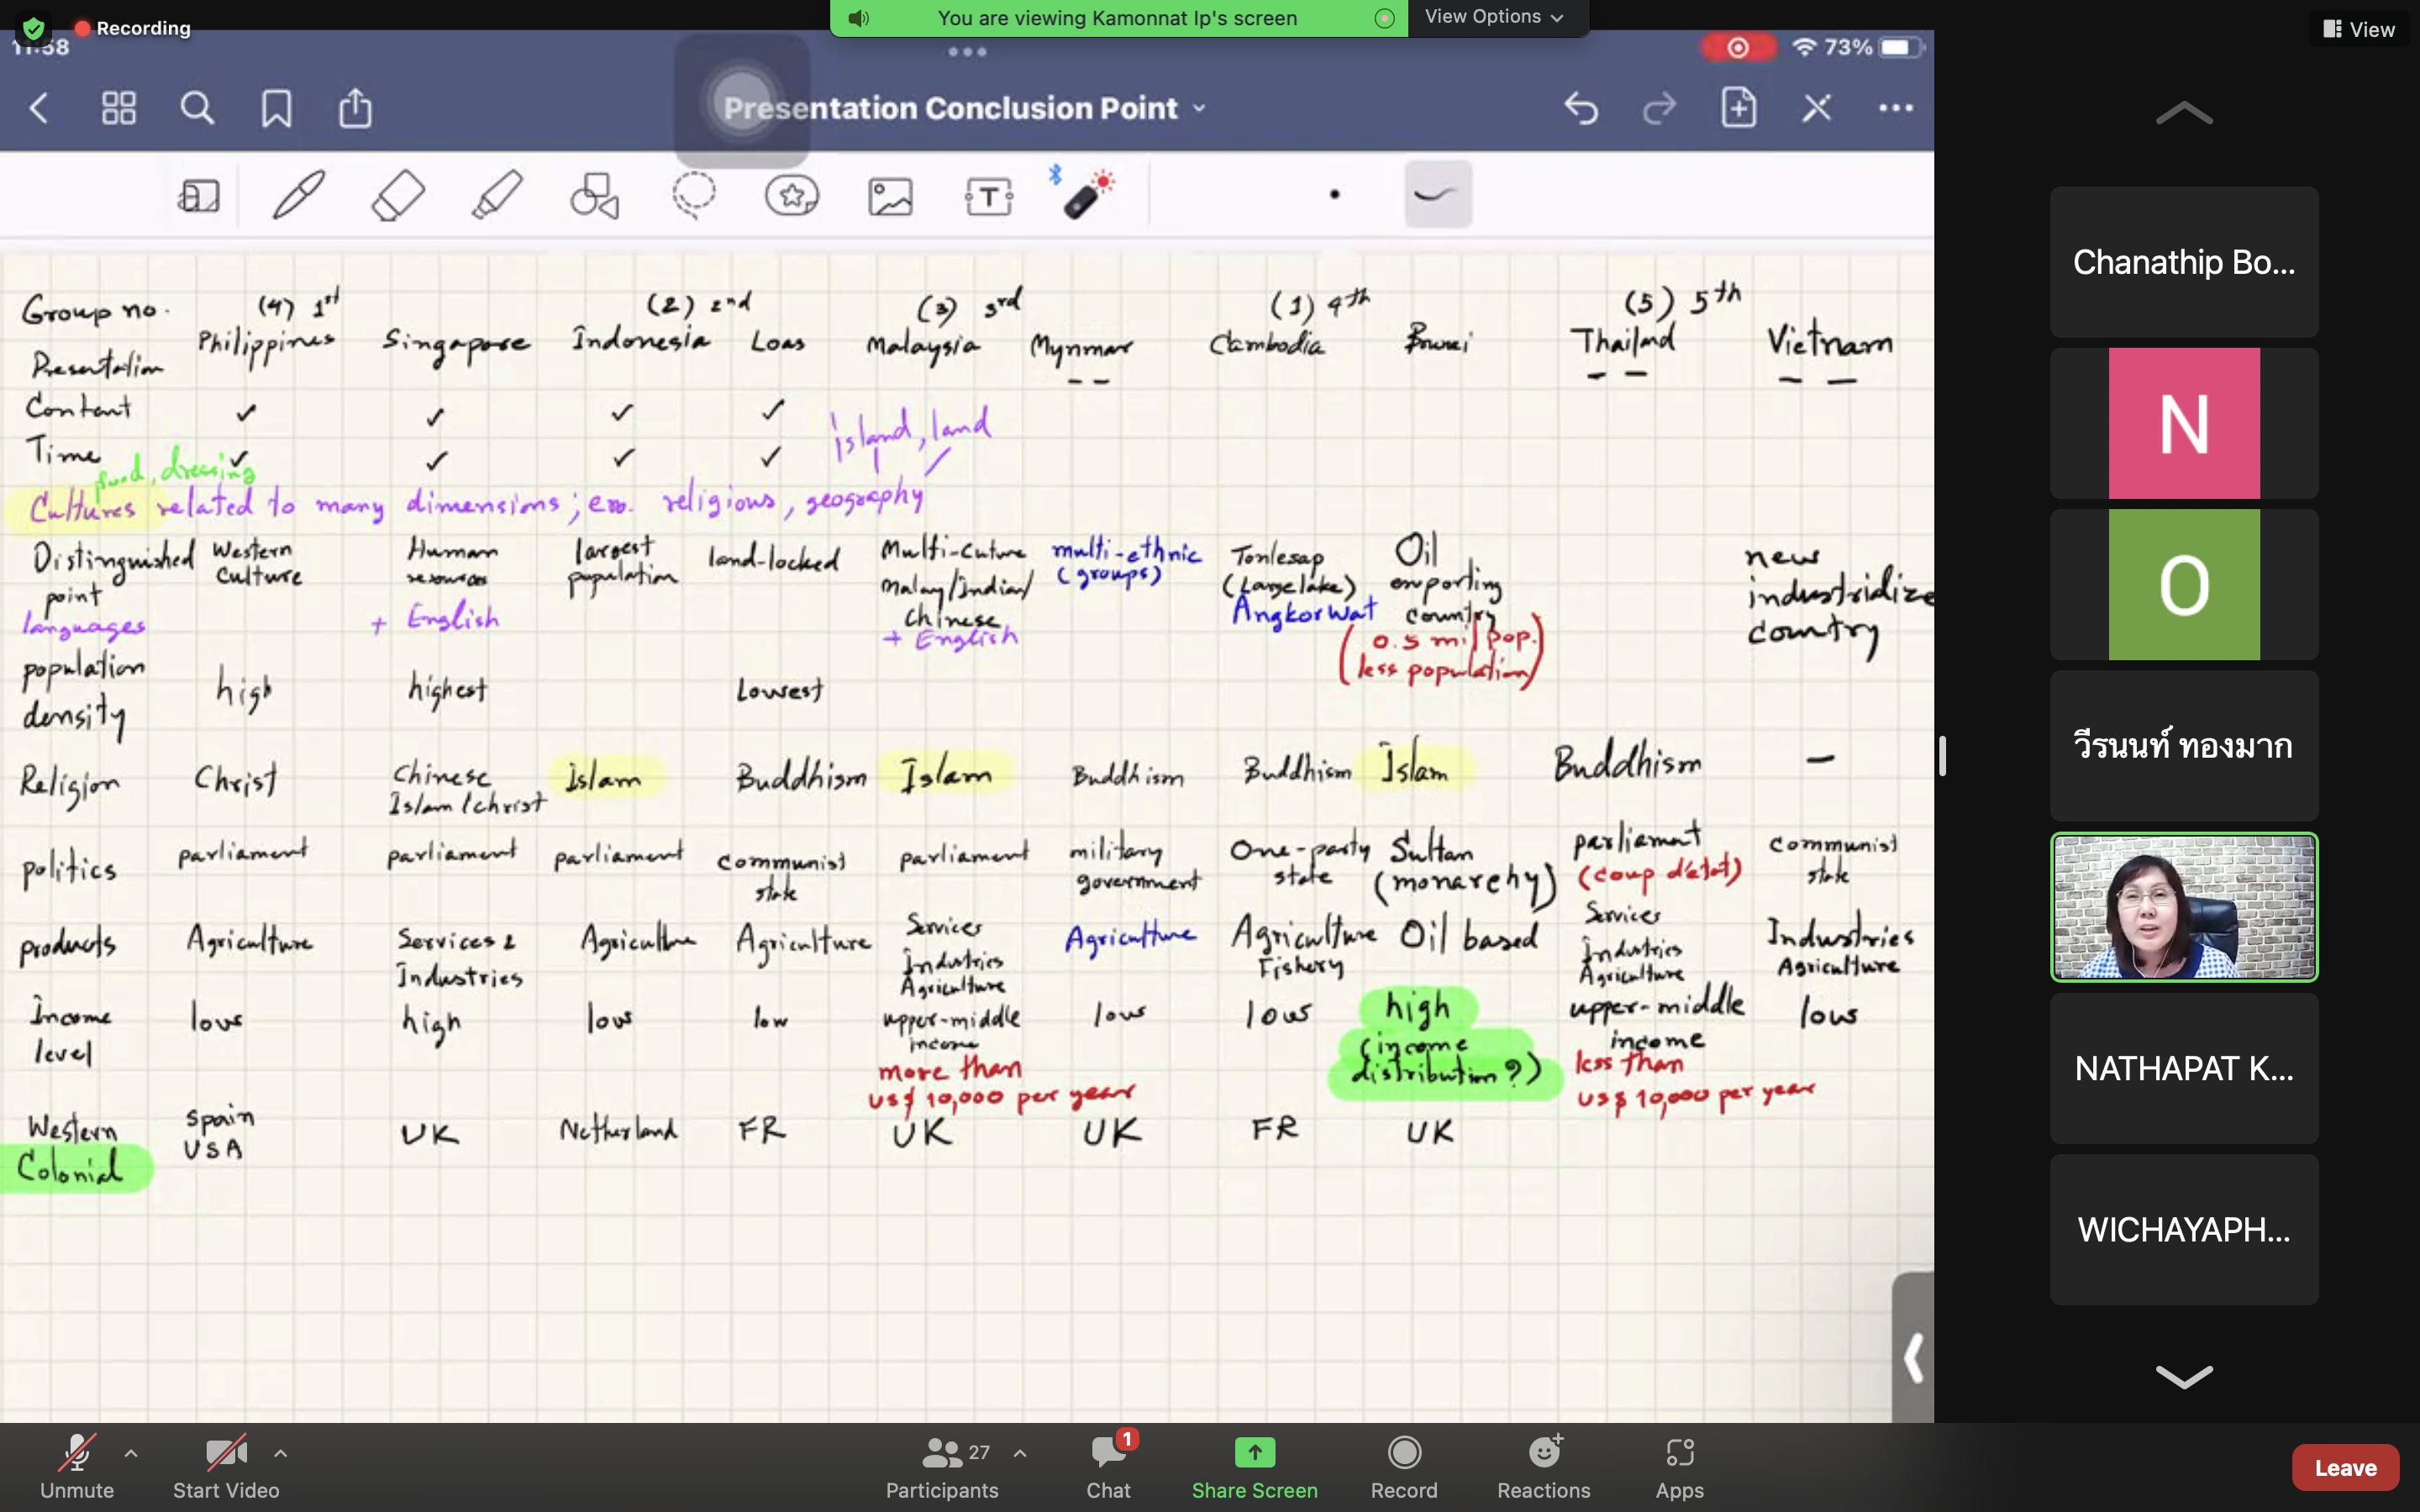 Recording
You are viewing Kamonnat Ip's screen
View Options
View
11:58
73%
Presentation Conclusion Point
Group no. (4) 1st (2) 2nd (3) 3rd (1) 4th (5) 5th
Presentation Philippines Singapore Indonesia Loas Malaysia Mynmar Cambodia Brunei Thailand Vietnam
Content ✓ ✓ ✓ ✓
island, land
Time ✓ ✓ ✓ ✓
food, dressing
Cultures related to many dimensions; ex. religious, geography
Distinguished Western Human largest land-locked Multi-Cuture multi-ethnic Tonlesap Oil new
point culture resources population Malay/Indian/ (groups) (Large lake) exporting industrialize
languages + English Chinese Angkor Wat country country
+ English (0.5 mil pop.
less population)
population
density high highest Lowest
Religion Christ Chinese Islam Buddhism Islam Buddhism Buddhism Islam Buddhism –
Islam/christ
politics parliament parliament parliament communist parliament military One-party Sultan parliament communist
state government state (monarchy) (coup d'état) state
products Agriculture Services & Agriculture Agriculture Services Agriculture Agriculture Oil based Services Industries
Industries Industries Fishery Industries Agriculture
Agriculture Agriculture
Income low high low low upper-middle low low high upper-middle low
level income (income income
distribution?)
more than less than
US$ 10,000 per year US$ 10,000 per year
Western Spain UK Netherland FR UK UK FR UK
Colonial USA
Chanathip Bo...
N
O
วีรนนท์ ทองมาก
NATHAPAT K...
WICHAYAPH...
Unmute
Start Video
27
Participants
1
Chat
Share Screen
Record
Reactions
Apps
Leave